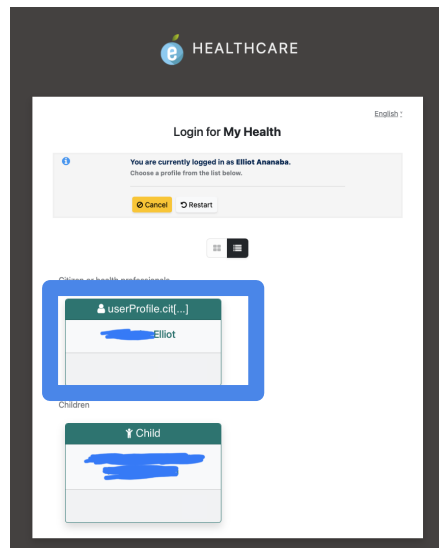 e HEALTHCARE
English
Login for My Health
You are currently logged in as Elliot Ananaba.
Choose a profile from the list below.
Cancel Restart
Citizen or health professionals
userProfile.cit[...]
Elliot
Children
Child